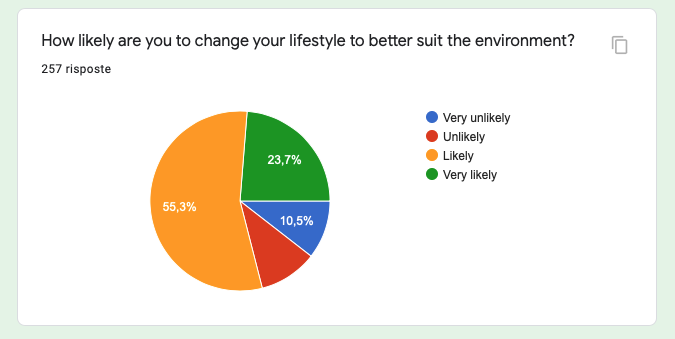 How likely are you to change your lifestyle to better suit the environment?
257 risposte
Very unlikely
Unlikely
Likely
Very likely
23,7%
55,3%
10,5%